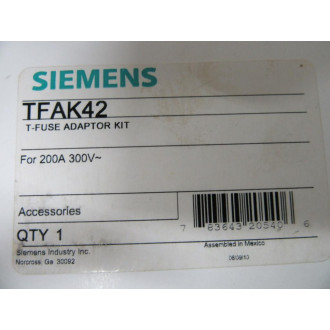 SIEMENS
TFAK42
T-FUSE ADAPTOR KIT
For 200A 300V~
Accessories
QTY 1
7 83643 20549 6
Siemens Industry Inc.
Norcross, Ga 30092
Assembled in Mexico